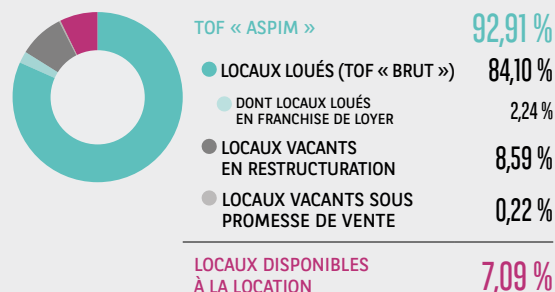 TOF « ASPIM » 92,91 %
LOCAUX LOUÉS (TOF « BRUT ») 84,10 %
DONT LOCAUX LOUÉS
EN FRANCHISE DE LOYER 2,24 %
LOCAUX VACANTS
EN RESTRUCTURATION 8,59 %
LOCAUX VACANTS SOUS
PROMESSE DE VENTE 0,22 %
LOCAUX DISPONIBLES
À LA LOCATION 7,09 %